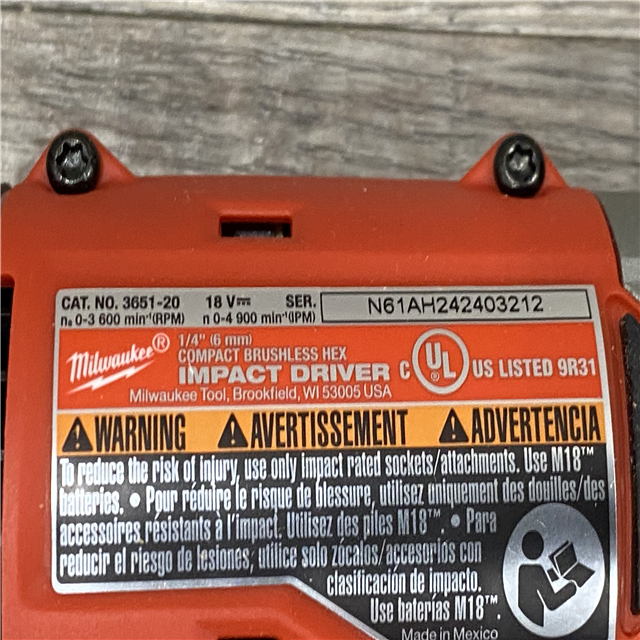 CAT. NO. 3651-20 18 V⎓ SER. N61AH242403212
n₀ 0-3 600 min⁻¹(RPM) n 0-4 900 min⁻¹(IPM)
Milwaukee® 1/4" (6 mm)
COMPACT BRUSHLESS HEX
IMPACT DRIVER C UL® US LISTED 9R31
Milwaukee Tool, Brookfield, WI 53005 USA
WARNING AVERTISSEMENT ADVERTENCIA
To reduce the risk of injury, use only impact rated sockets/attachments. Use M18™
batteries. • Pour réduire le risque de blessure, utilisez uniquement des douilles/des
accessoires résistants à l'impact. Utilisez des piles M18™. • Para
reducir el riesgo de lesiones, utilice solo zócalos/accesorios con
clasificación de impacto.
Use baterías M18™.
Made in Mexico